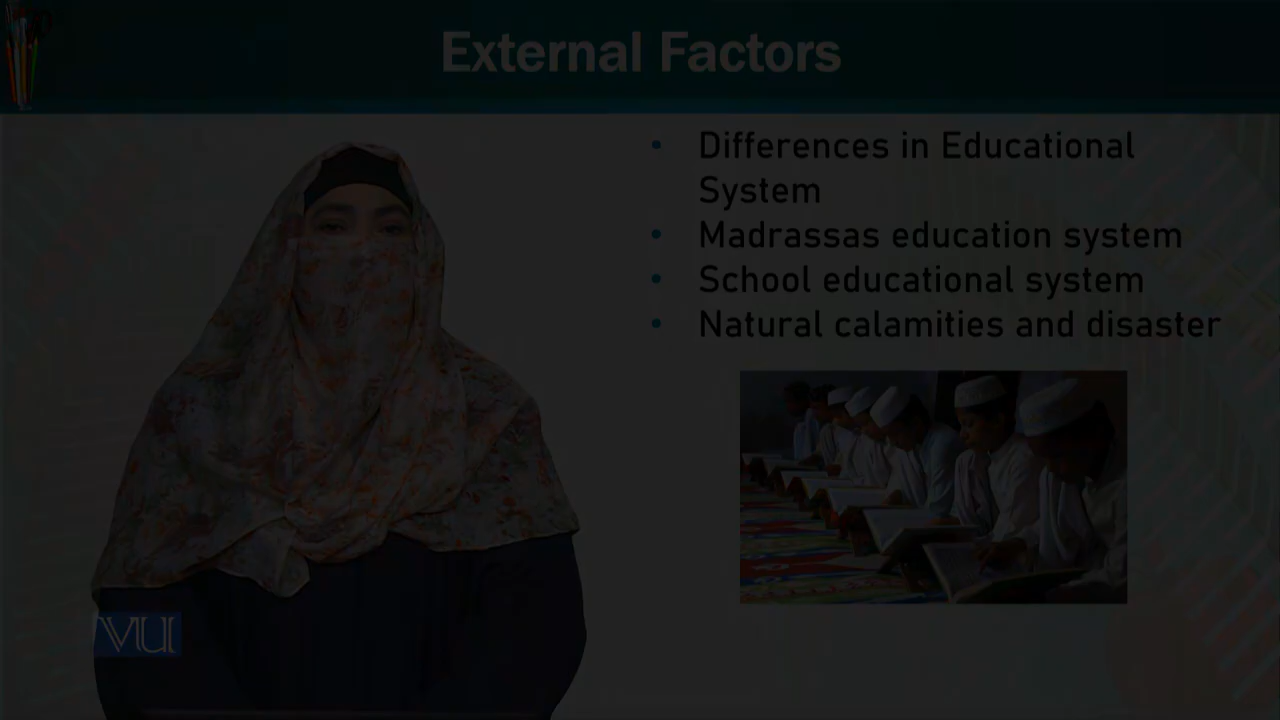 External Factors
• Differences in Educational
System
• Madrassas education system
• School educational system
• Natural calamities and disaster
VU